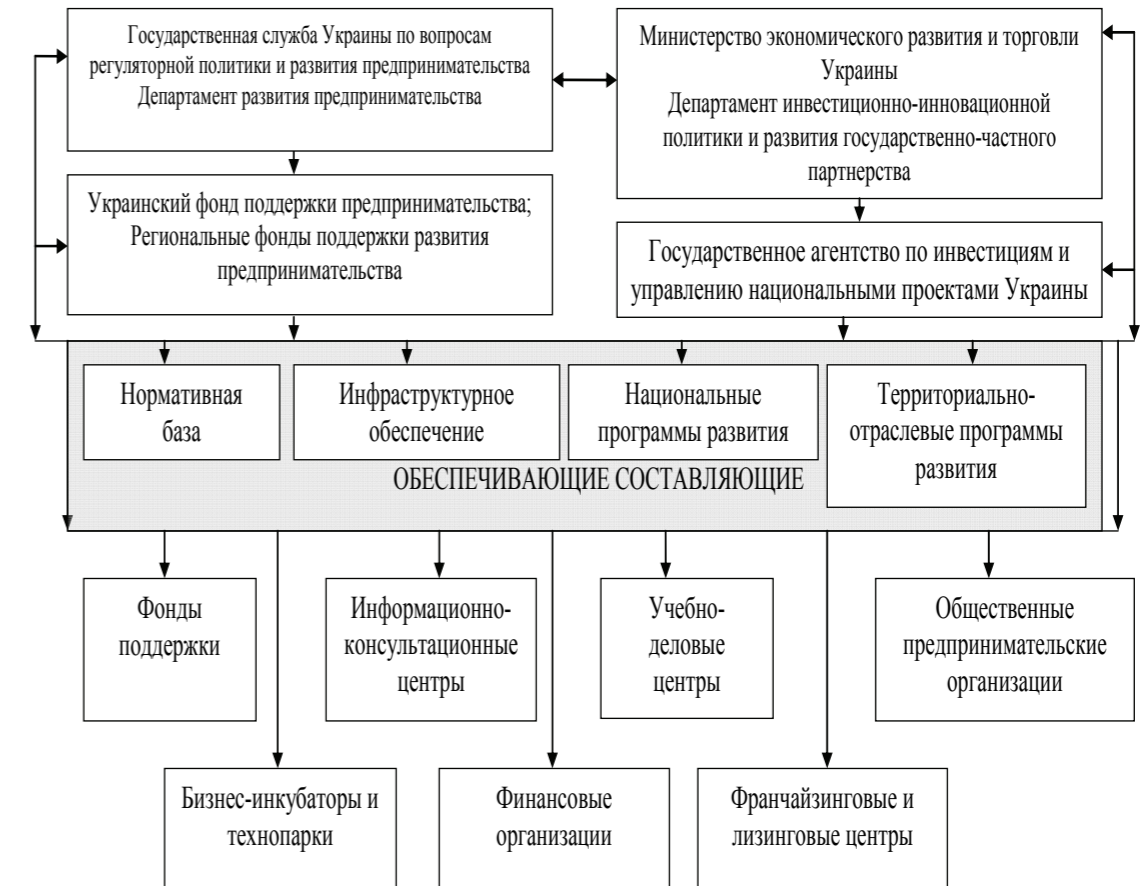 Государственная служба Украины по вопросам
регуляторной политики и развития предпринимательства
Департамент развития предпринимательства
Министерство экономического развития и торговли
Украины
Департамент инвестиционно-инновационной
политики и развития государственно-частного
партнерства
Украинский фонд поддержки предпринимательства;
Региональные фонды поддержки развития
предпринимательства
Государственное агентство по инвестициям и
управлению национальными проектами Украины
Нормативная
база
Инфраструктурное
обеспечение
Национальные
программы развития
Территориально-
отраслевые программы
развития
ОБЕСПЕЧИВАЮЩИЕ СОСТАВЛЯЮЩИЕ
Фонды
поддержки
Информационно-
консультационные
центры
Учебно-
деловые
центры
Общественные
предпринимательские
организации
Бизнес-инкубаторы и
технопарки
Финансовые
организации
Франчайзинговые и
лизинговые центры